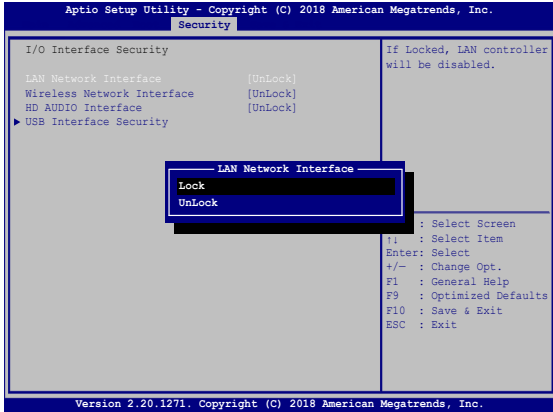 Aptio Setup Utility - Copyright (C) 2018 American Megatrends, Inc.
Security
I/O Interface Security
LAN Network Interface [UnLock]
Wireless Network Interface [UnLock]
HD AUDIO Interface [UnLock]
USB Interface Security
If Locked, LAN controller
will be disabled.
LAN Network Interface
Lock
UnLock
: Select Screen
↑↓ : Select Item
Enter: Select
+/— : Change Opt.
F1 : General Help
F9 : Optimized Defaults
F10 : Save & Exit
ESC : Exit
Version 2.20.1271. Copyright (C) 2018 American Megatrends, Inc.